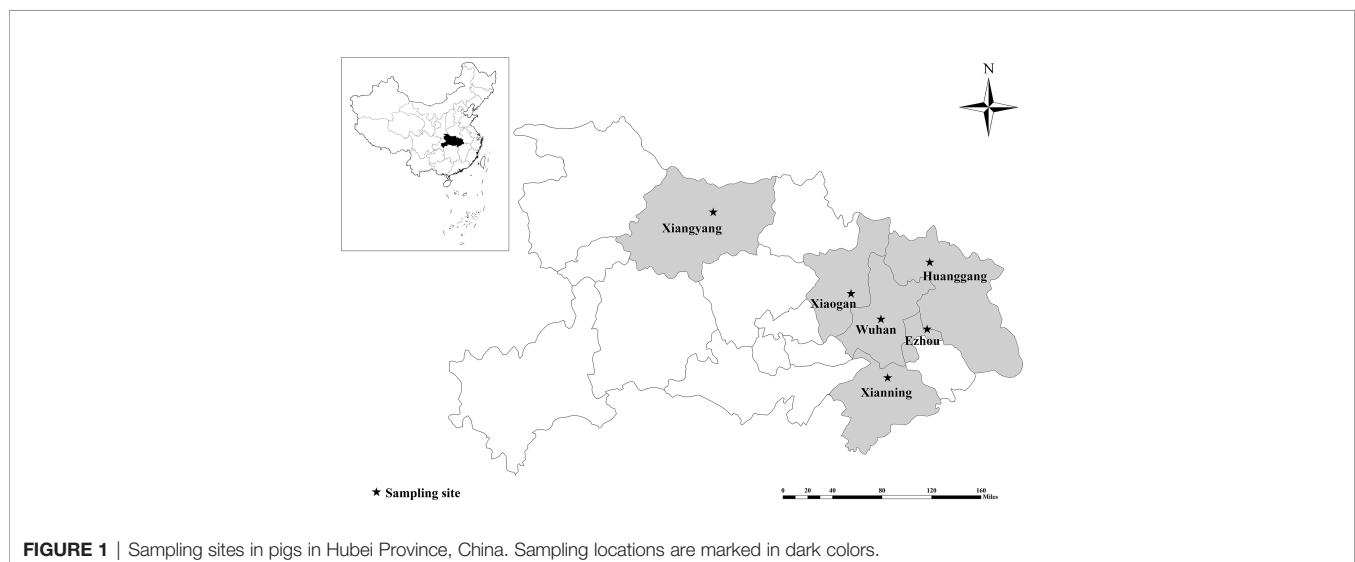 N
Xiangyang
Huanggang
Xiaogan
Wuhan
Ezhou
Xianning
★ Sampling site
0 20 40 80 120 160
Miles
FIGURE 1 | Sampling sites in pigs in Hubei Province, China. Sampling locations are marked in dark colors.